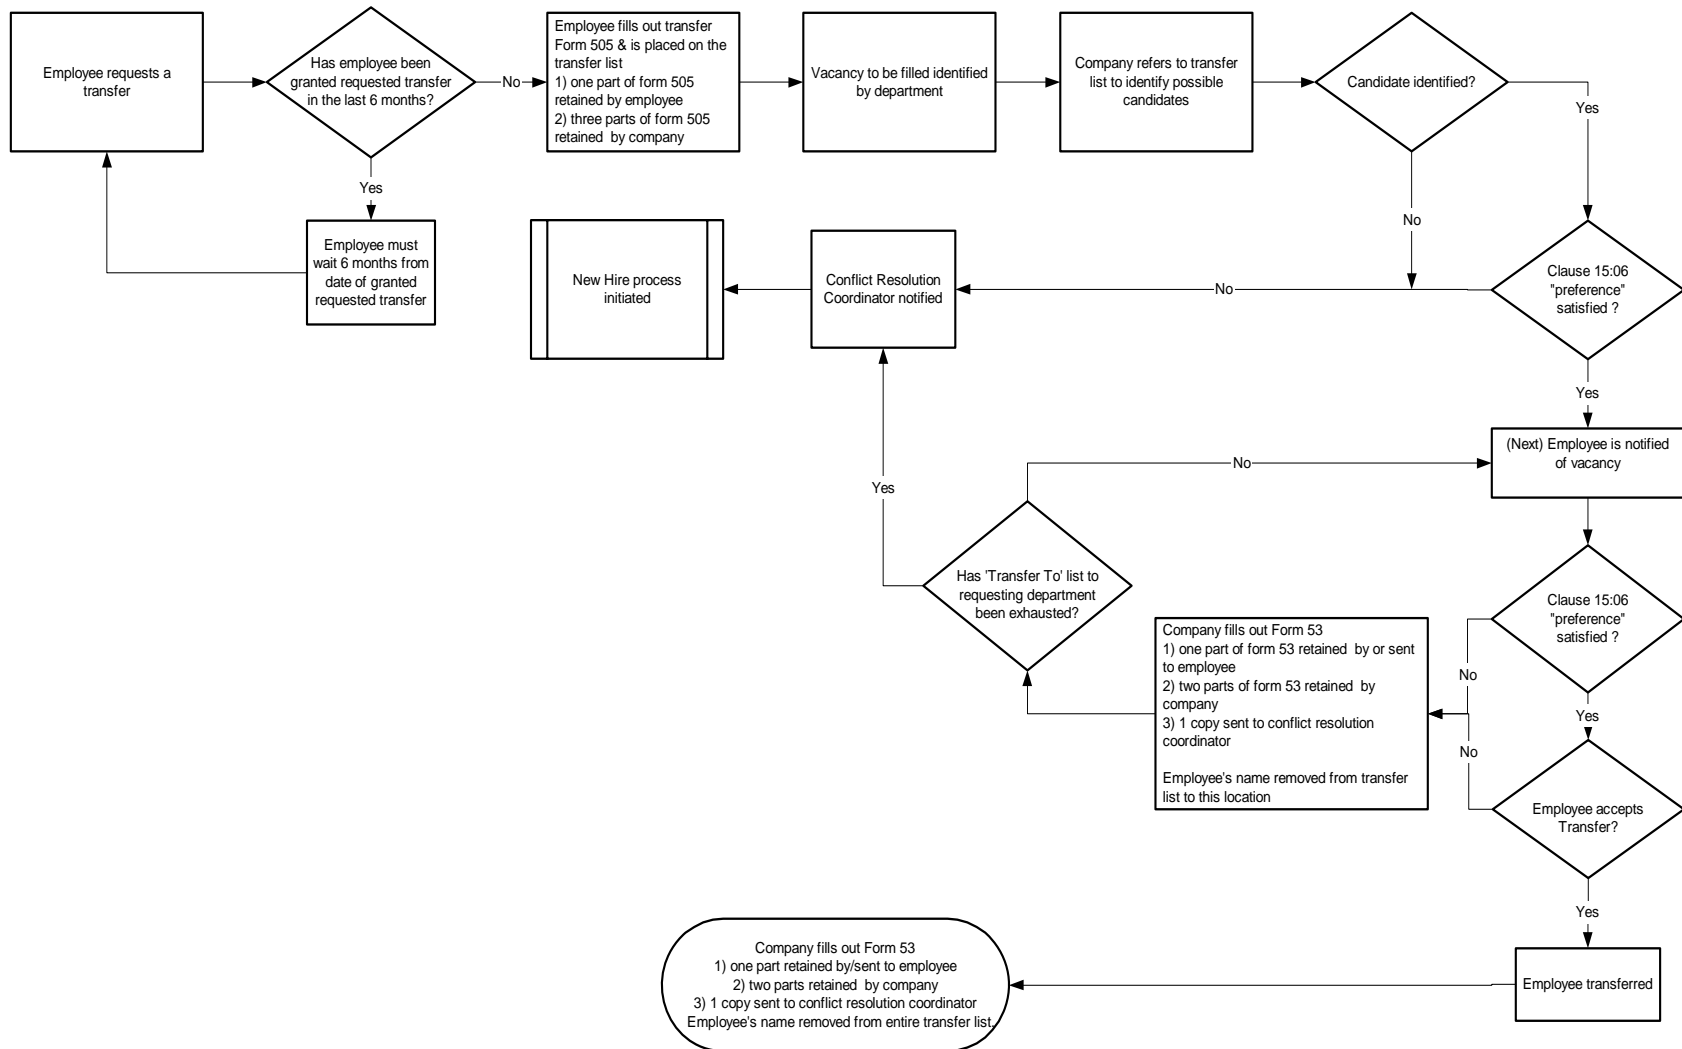 Employee requests a
transfer
Has employee been
granted requested transfer
in the last 6 months?
No
Employee fills out transfer
Form 505 & is placed on the
transfer list
1) one part of form 505
retained by employee
2) three parts of form 505
retained by company
Vacancy to be filled identified
by department
Company refers to transfer
list to identify possible
candidates
Candidate identified?
Yes
Yes
No
Employee must
wait 6 months from
date of granted
requested transfer
New Hire process
initiated
Conflict Resolution
Coordinator notified
No
Clause 15:06
"preference"
satisfied ?
Yes
(Next) Employee is notified
of vacancy
No
Yes
Has 'Transfer To' list to
requesting department
been exhausted?
Clause 15:06
"preference"
satisfied ?
Company fills out Form 53
1) one part of form 53 retained by or sent
to employee
2) two parts of form 53 retained by
company
3) 1 copy sent to conflict resolution
coordinator
Employee's name removed from transfer
list to this location
No
Yes
No
Employee accepts
Transfer?
Yes
Employee transferred
Company fills out Form 53
1) one part retained by/sent to employee
2) two parts retained by company
3) 1 copy sent to conflict resolution coordinator
Employee's name removed from entire transfer list.